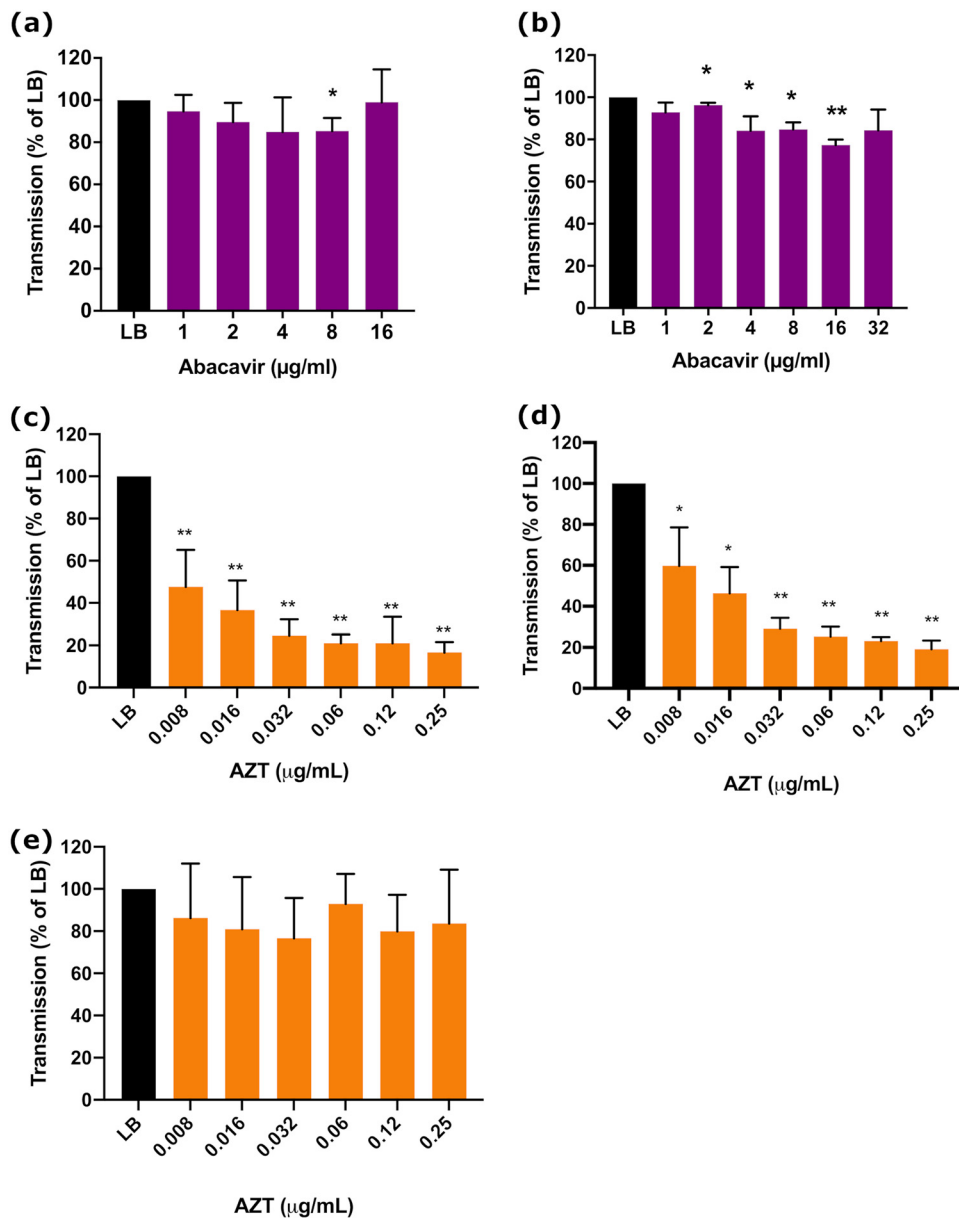 (a)
Transmission (% of LB)
120
100
80
60
40
20
0
*
LB 1 2 4 8 16
Abacavir (µg/ml)
(b)
Transmission (% of LB)
120
100
80
60
40
20
0
* * * **
LB 1 2 4 8 16 32
Abacavir (µg/ml)
(c)
Transmission (% of LB)
120
100
80
60
40
20
0
** ** ** ** ** **
LB 0.008 0.016 0.032 0.06 0.12 0.25
AZT (µg/mL)
(d)
Transmission (% of LB)
120
100
80
60
40
20
0
* * ** ** ** **
LB 0.008 0.016 0.032 0.06 0.12 0.25
AZT (µg/mL)
(e)
Transmission (% of LB)
120
100
80
60
40
20
0
LB 0.008 0.016 0.032 0.06 0.12 0.25
AZT (µg/mL)